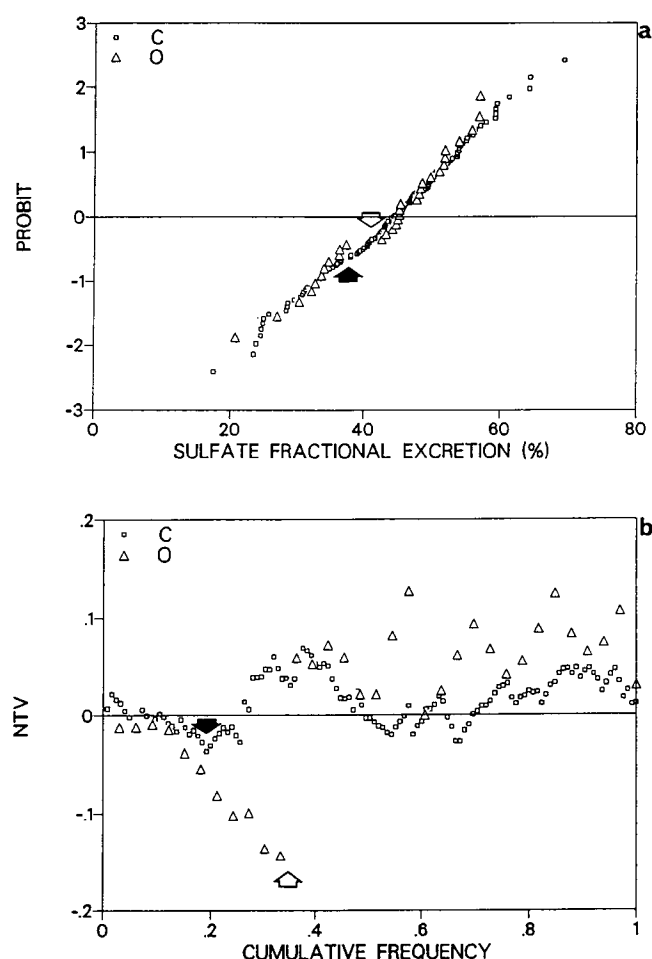 a
C
O
3
2
1
0
-1
-2
-3
PROBIT
0 20 40 60 80
SULFATE FRACTIONAL EXCRETION (%)
b
C
O
.2
.1
0
-.1
-.2
NTV
0 .2 .4 .6 .8 1
CUMULATIVE FREQUENCY